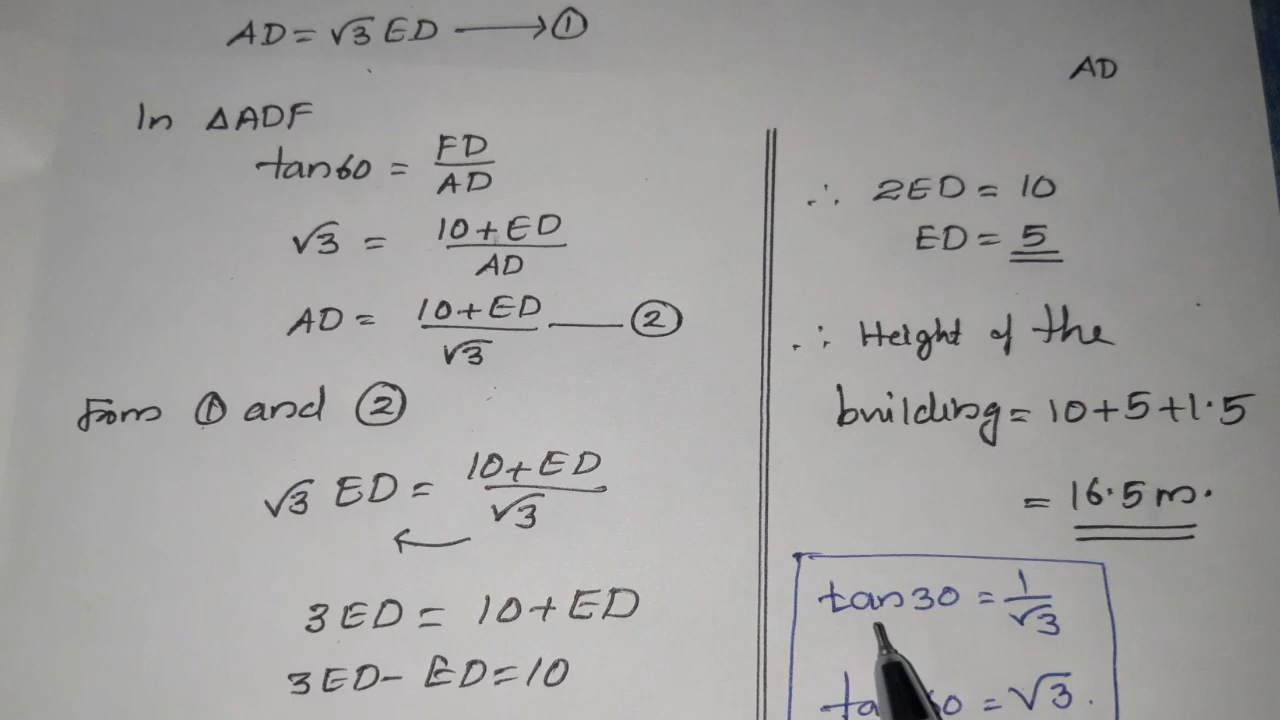 AD = √3 ED ⟶ ①
In △ADF
tan60 = FD/AD
√3 = 10+ED/AD
AD = 10+ED/√3 — ②
From ① and ②
√3 ED = 10+ED/√3
←
3ED = 10+ED
3ED - ED = 10
AD
∴ 2ED = 10
ED = 5
∴ Height of the
building = 10+5+1.5
= 16.5 m.
tan30 = 1/√3
= √3.